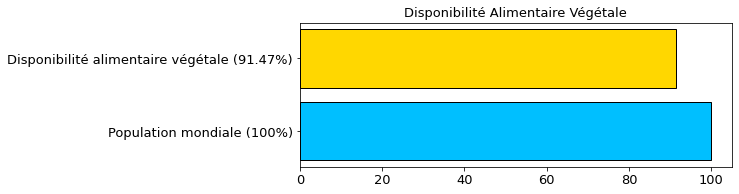 Disponibilité Alimentaire Végétale
Disponibilité alimentaire végétale (91.47%)
Population mondiale (100%)
0 20 40 60 80 100